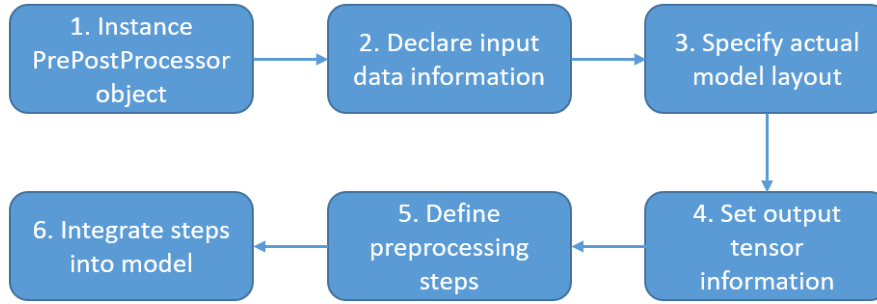 1. Instance
PrePostProcessor
object
2. Declare input
data information
3. Specify actual
model layout
4. Set output
tensor
information
5. Define
preprocessing
steps
6. Integrate steps
into model